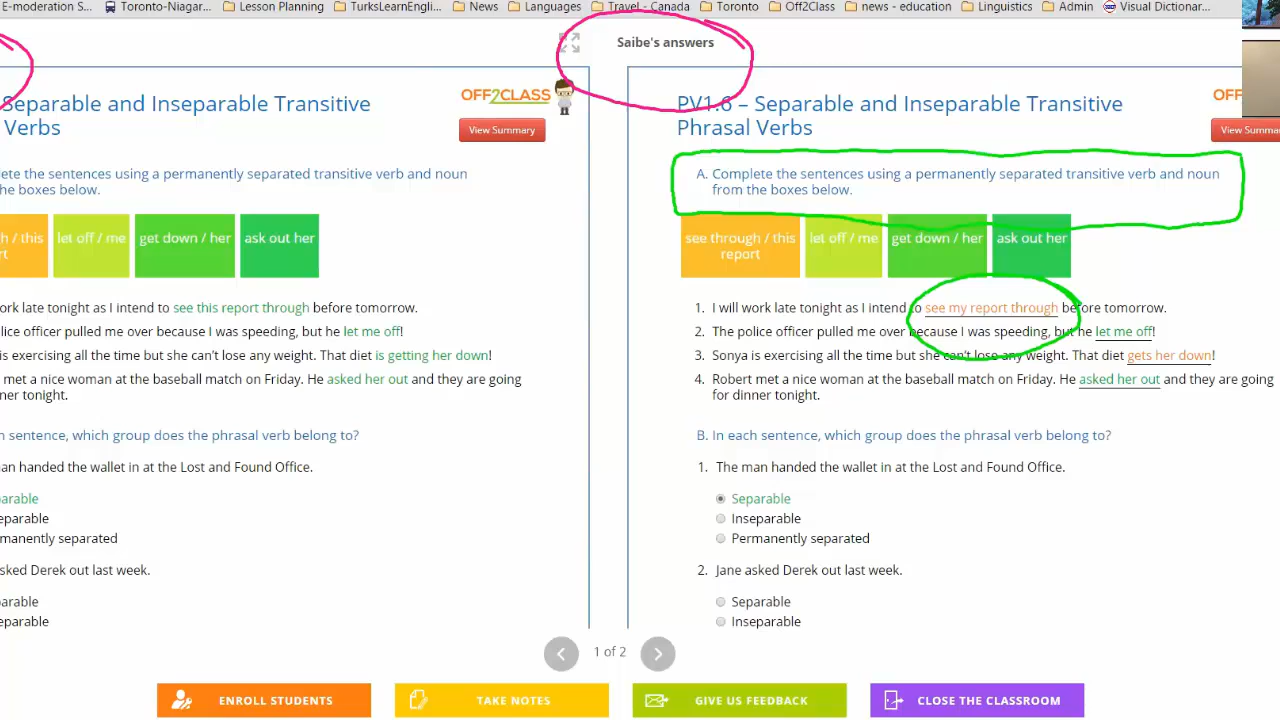 E-moderation S... Toronto-Niagar... Lesson Planning TurksLearnEngli... News Languages Travel - Canada Toronto Off2Class news - education Linguistics Admin Visual Dictionar...
Saibe's answers
Separable and Inseparable Transitive
Verbs
OFF2CLASS
View Summary
ete the sentences using a permanently separated transitive verb and noun
the boxes below.
h / this
rt
let off / me
get down / her
ask out her
ork late tonight as I intend to see this report through before tomorrow.
lice officer pulled me over because I was speeding, but he let me off!
is exercising all the time but she can't lose any weight. That diet is getting her down!
met a nice woman at the baseball match on Friday. He asked her out and they are going
ner tonight.
h sentence, which group does the phrasal verb belong to?
an handed the wallet in at the Lost and Found Office.
arable
eparable
manently separated
asked Derek out last week.
arable
eparable
PV1.6 – Separable and Inseparable Transitive
Phrasal Verbs
OFF
View Summa
A. Complete the sentences using a permanently separated transitive verb and noun
from the boxes below.
see through / this
report
let off / me
get down / her
ask out her
1. I will work late tonight as I intend to see my report through before tomorrow.
2. The police officer pulled me over because I was speeding, but he let me off!
3. Sonya is exercising all the time but she can't lose any weight. That diet gets her down!
4. Robert met a nice woman at the baseball match on Friday. He asked her out and they are going
for dinner tonight.
B. In each sentence, which group does the phrasal verb belong to?
1. The man handed the wallet in at the Lost and Found Office.
Separable
Inseparable
Permanently separated
2. Jane asked Derek out last week.
Separable
Inseparable
1 of 2
ENROLL STUDENTS
TAKE NOTES
GIVE US FEEDBACK
CLOSE THE CLASSROOM